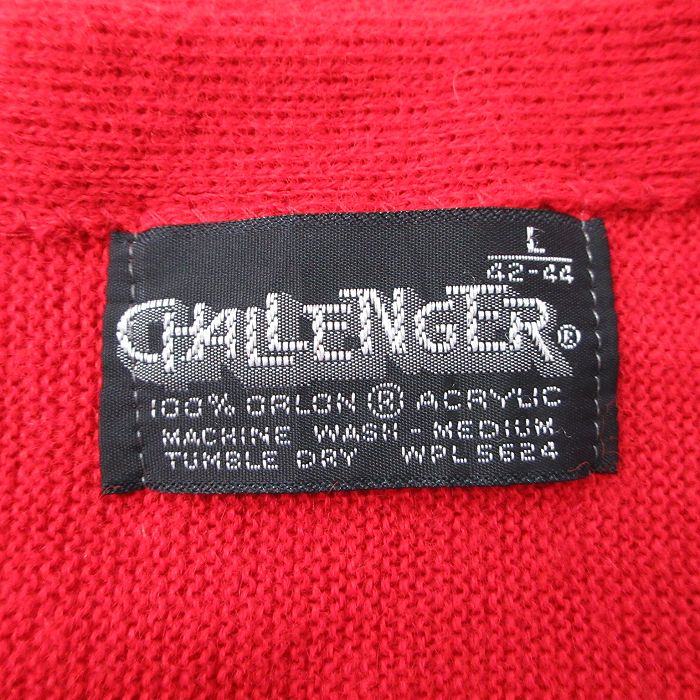 L
42-44
CHALLENGER®
100% ORLON ® ACRYLIC
MACHINE WASH - MEDIUM
TUMBLE DRY WPL 5624